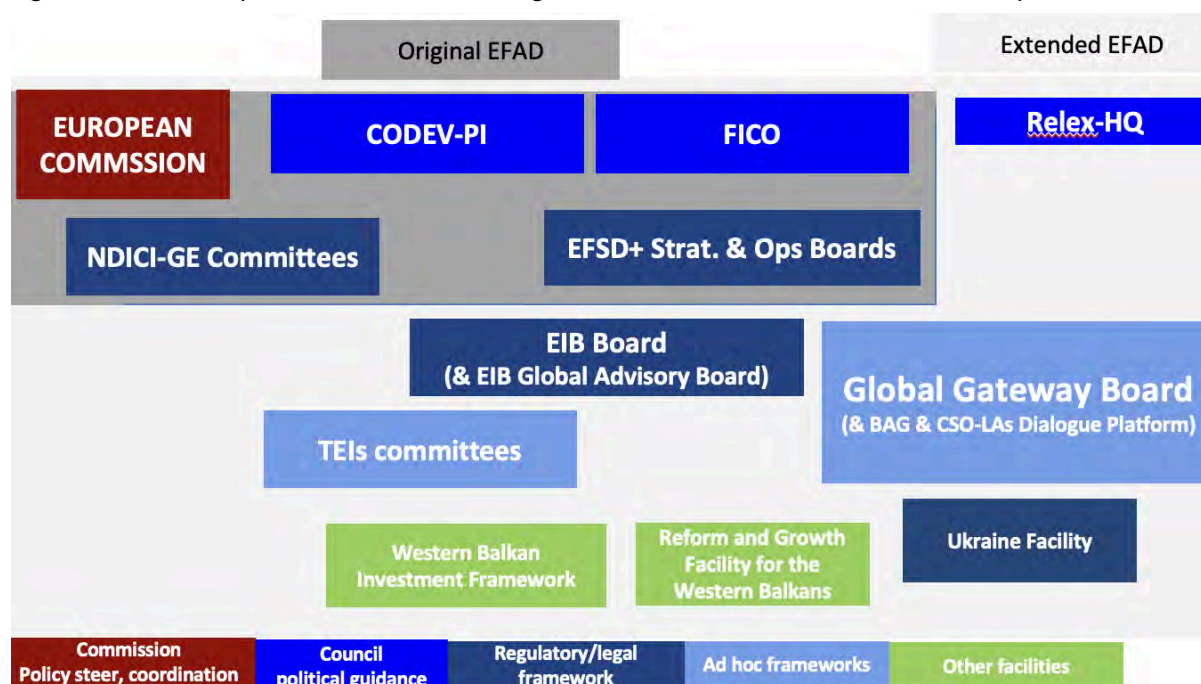 Original EFAD
Extended EFAD
EUROPEAN
COMMSSION
CODEV-PI
FICO
Relex-HQ
NDICI-GE Committees
EFSD+ Strat. & Ops Boards
EIB Board
(& EIB Global Advisory Board)
Global Gateway Board
(& BAG & CSO-LAs Dialogue Platform)
TEIs committees
Western Balkan
Investment Framework
Reform and Growth
Facility for the
Western Balkans
Ukraine Facility
Commission
Policy steer, coordination
Council
political guidance
Regulatory/legal
framework
Ad hoc frameworks
Other facilities